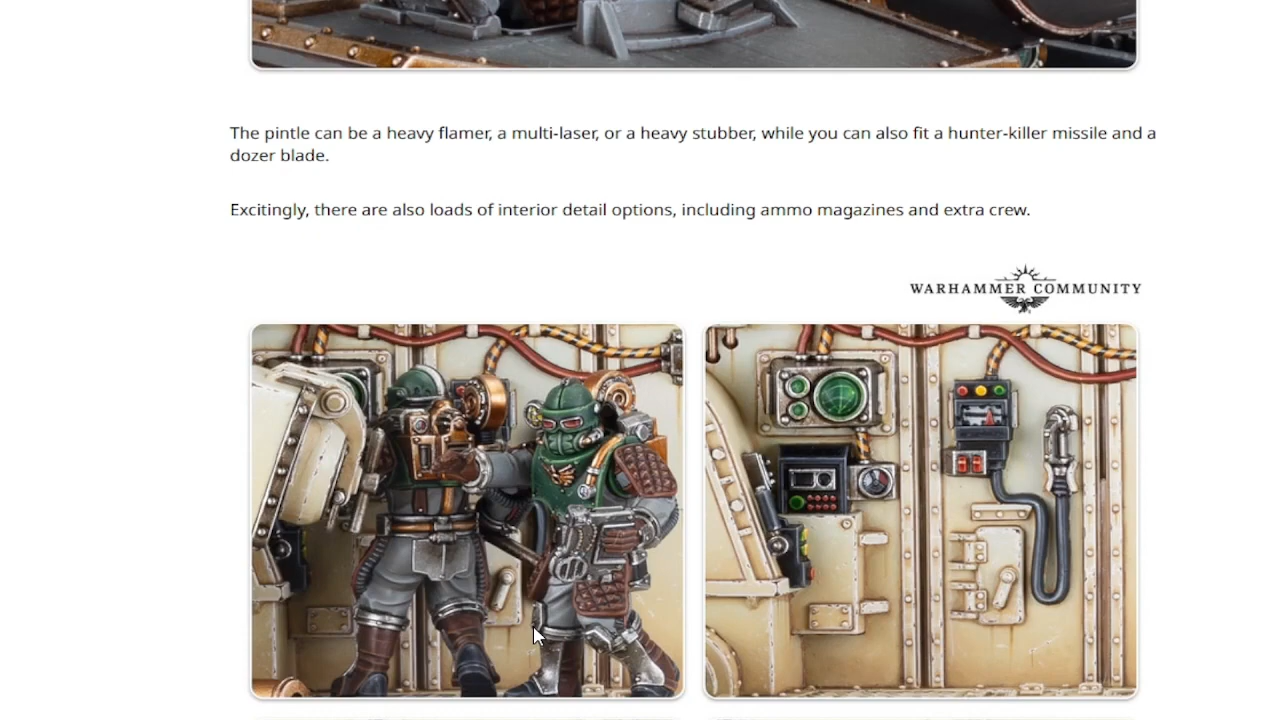 The pintle can be a heavy flamer, a multi-laser, or a heavy stubber, while you can also fit a hunter-killer missile and a
dozer blade.
Excitingly, there are also loads of interior detail options, including ammo magazines and extra crew.
WARHAMMER COMMUNITY